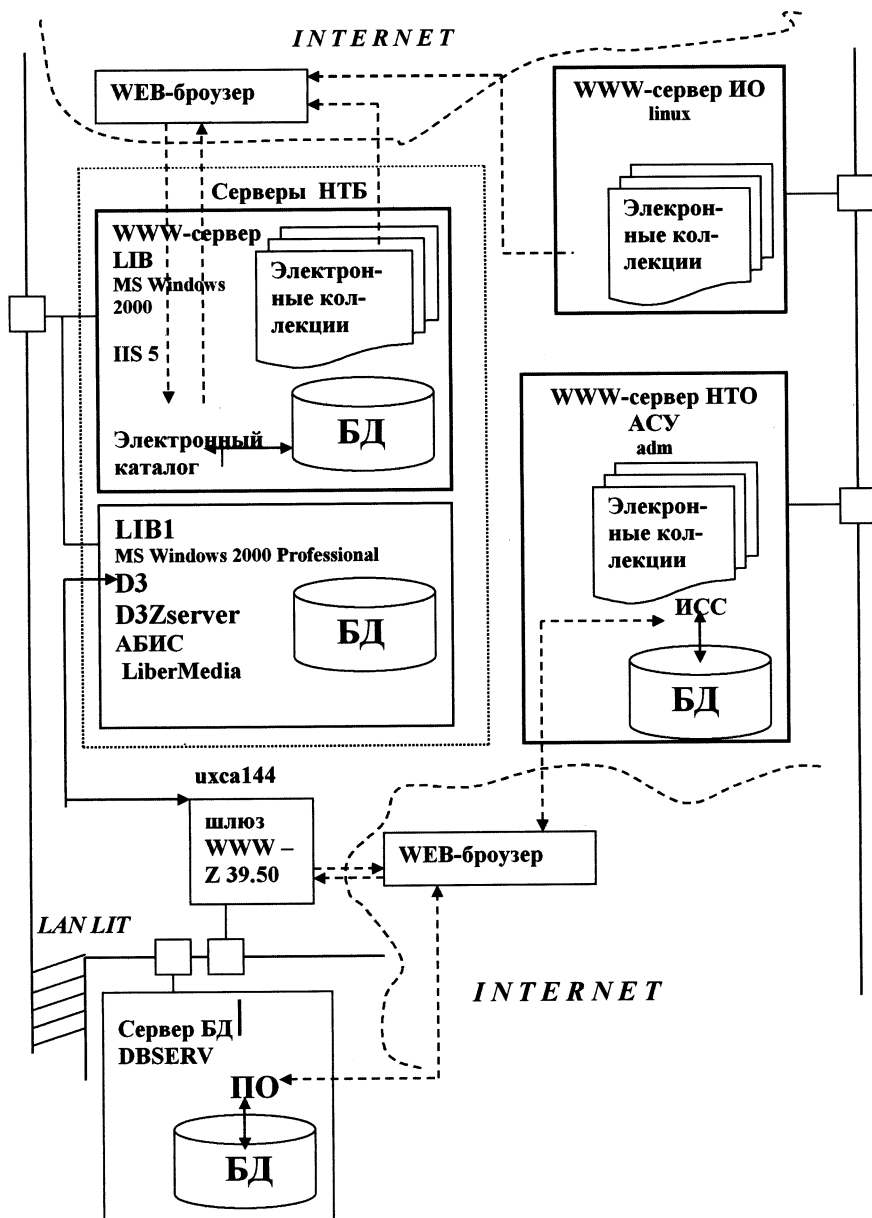 INTERNET
WEB-броузер
WWW-сервер ИО
linux
Элекрон-
ные кол-
лекции
Серверы НТБ
WWW-сервер
LIB
MS Windows
2000
IIS 5
Электрон-
ные кол-
лекции
Электронный
каталог
БД
WWW-сервер НТО
АСУ
adm
Элекрон-
ные кол-
лекции
ИСС
БД
LIB1
MS Windows 2000 Professional
D3
D3Zserver
АБИС
LiberMedia
БД
uxca144
шлюз
WWW –
Z 39.50
WEB-броузер
LAN LIT
INTERNET
Сервер БД
DBSERV
ПО
БД